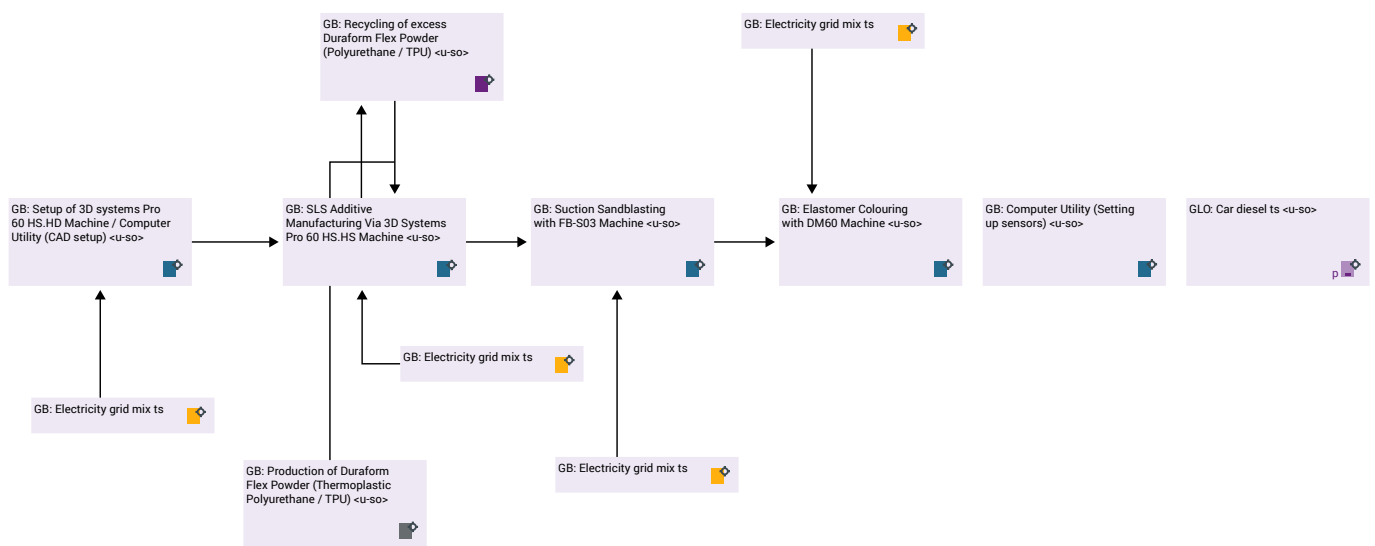 GB: Recycling of excess
Duraform Flex Powder
(Polyurethane / TPU) <u-so>
GB: Electricity grid mix ts
GB: Setup of 3D systems Pro
60 HS.HD Machine / Computer
Utility (CAD setup) <u-so>
GB: SLS Additive
Manufacturing Via 3D Systems
Pro 60 HS.HS Machine <u-so>
GB: Suction Sandblasting
with FB-S03 Machine <u-so>
GB: Elastomer Colouring
with DM60 Machine <u-so>
GB: Computer Utility (Setting
up sensors) <u-so>
GLO: Car diesel ts <u-so>
p
GB: Electricity grid mix ts
GB: Electricity grid mix ts
GB: Production of Duraform
Flex Powder (Thermoplastic
Polyurethane / TPU) <u-so>
GB: Electricity grid mix ts